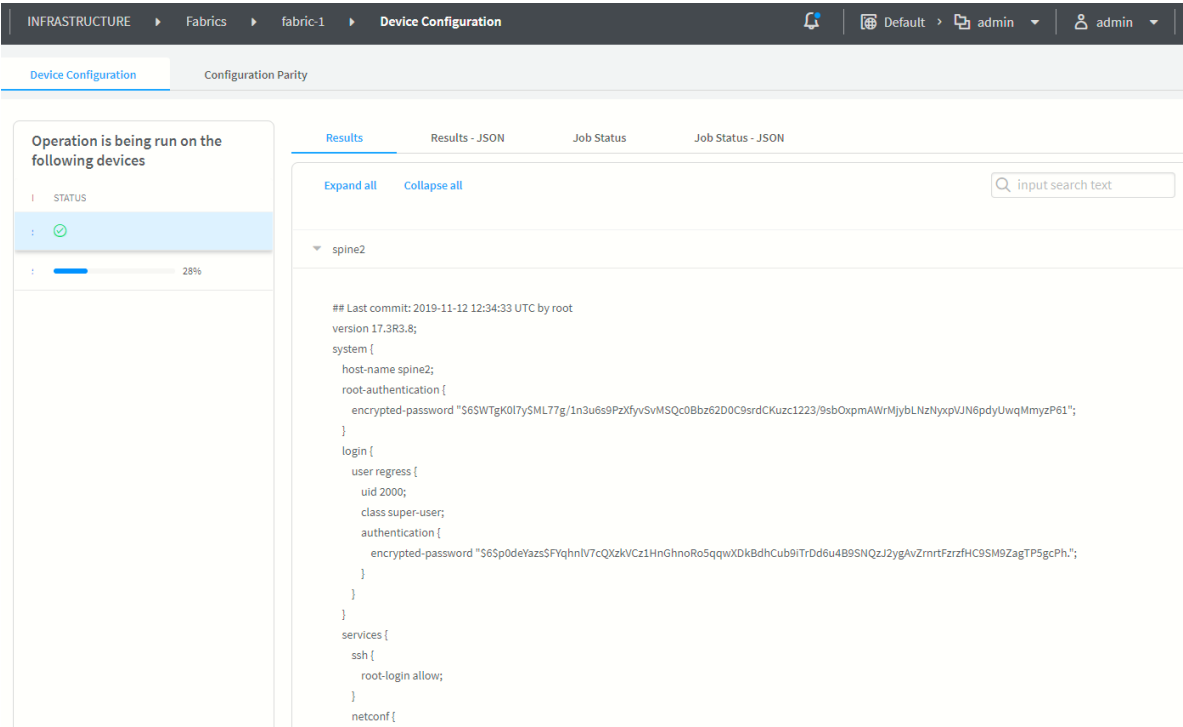 INFRASTRUCTURE Fabrics fabric-1 Device Configuration Default admin admin
Device Configuration Configuration Parity
Operation is being run on the
following devices
STATUS
28%
Results Results - JSON Job Status Job Status - JSON
Expand all Collapse all input search text
spine2
## Last commit: 2019-11-12 12:34:33 UTC by root
version 17.3R3.8;
system {
host-name spine2;
root-authentication {
encrypted-password "$6$WTgK0l7y$ML77g/1n3u6s9PzXfyvSvMSQc0Bbz62D0C9srdCKuzc1223/9sbOxpmAWrMjybLNzNyxpVJN6pdyUwqMmyzP61";
}
login {
user regress {
uid 2000;
class super-user;
authentication {
encrypted-password "$6$p0deYazs$FYqhnlV7cQXzkVCz1HnGhnoRo5qqwXDkBdhCub9iTrDd6u4B9SNQzJ2ygAvZrnrtFzrzfHC9SM9ZagTP5gcPh.";
}
}
}
services {
ssh {
root-login allow;
}
netconf {